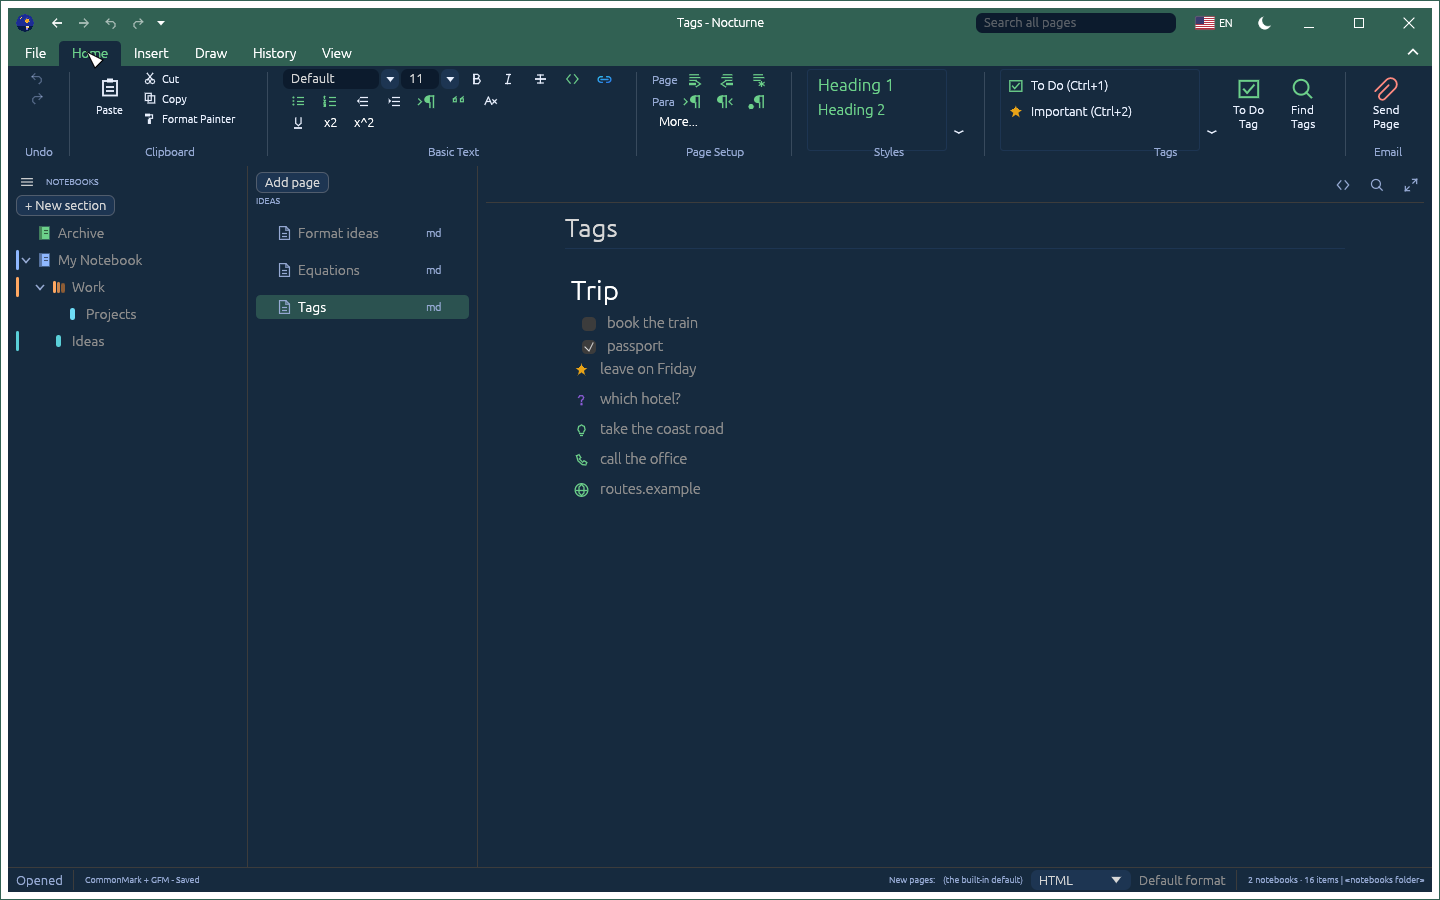 Tags - Nocturne
Search all pages
EN
File
Home
Insert
Draw
History
View
Undo
Paste
Cut
Copy
Format Painter
Clipboard
Default
11
B
I
U
x2
x^2
Basic Text
Page
Para
More...
Page Setup
Heading 1
Heading 2
Styles
To Do (Ctrl+1)
Important (Ctrl+2)
To Do
Tag
Find
Tags
Tags
Send
Page
Email
NOTEBOOKS
+ New section
Archive
My Notebook
Work
Projects
Ideas
Add page
IDEAS
Format ideas md
Equations md
Tags md
Tags
Trip
book the train
passport
leave on Friday
which hotel?
take the coast road
call the office
routes.example
Opened
CommonMark + GFM - Saved
New pages: (the built-in default)
HTML
Default format
2 notebooks - 16 items | «notebooks folder»